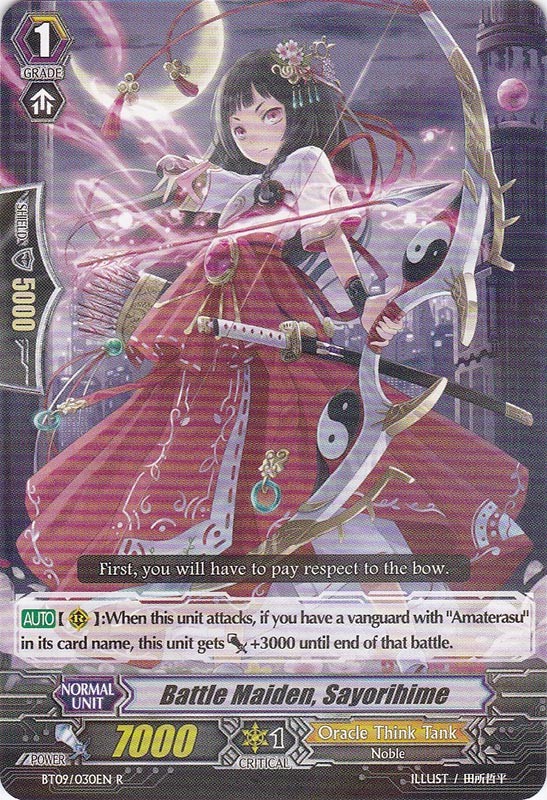 1
GRADE
SHIELD
5000
First, you will have to pay respect to the bow.
AUTO [ R ]:When this unit attacks, if you have a vanguard with "Amaterasu"
in its card name, this unit gets +3000 until end of that battle.
NORMAL
UNIT
Battle Maiden, Sayorihime
POWER
7000
1
CRITICAL
Oracle Think Tank
Noble
BT09/030EN R
ILLUST / 田所哲平